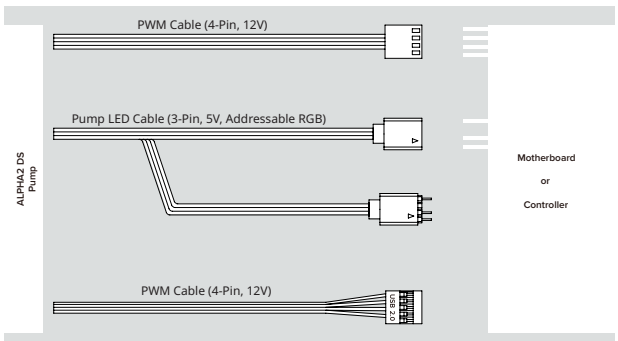 PWM Cable (4-Pin, 12V)
Pump LED Cable (3-Pin, 5V, Addressable RGB)
ALPHA2 DS
Pump
Motherboard
or
Controller
PWM Cable (4-Pin, 12V)
USB 2.0